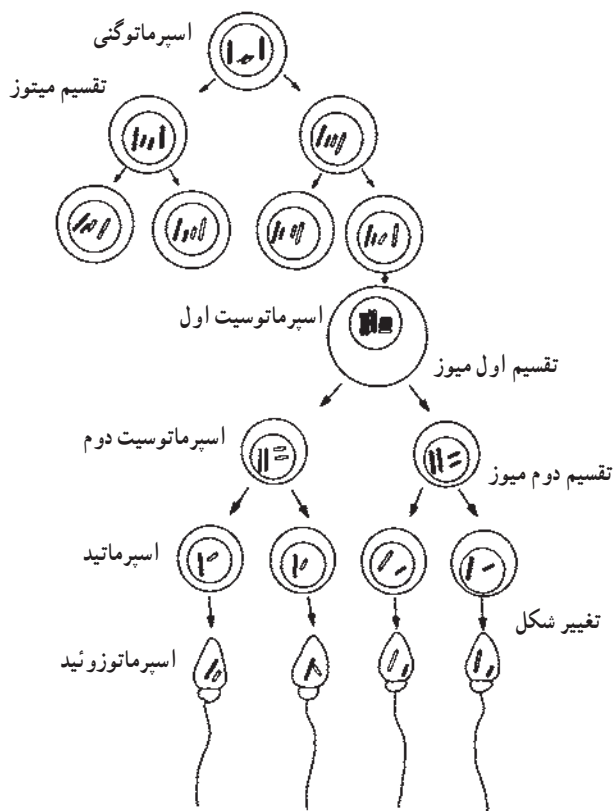 اسپرماتوگنی
تقسیم میتوز
اسپرماتوسیت اول
تقسیم اول میوز
اسپرماتوسیت دوم
تقسیم دوم میوز
اسپرماتید
تغییر شکل
اسپرماتوزوئید